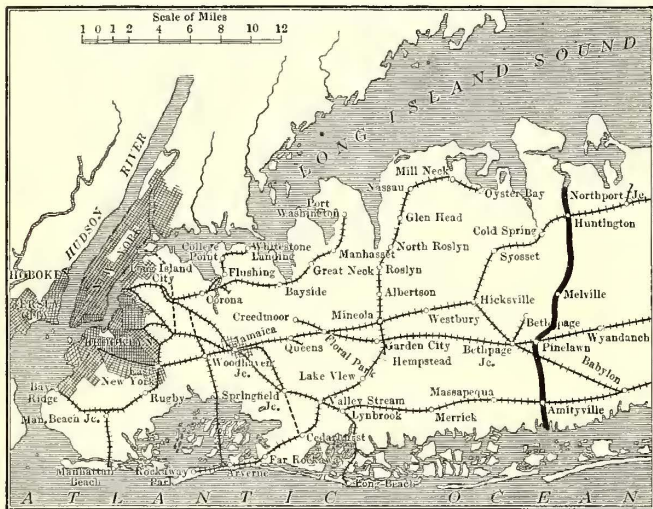 Scale of Miles
1 0 1 2 4 6 8 10 12
LONG ISLAND SOUND
HUDSON RIVER
NEW YORK
HOBOKEN
Mill Neck
Nassau
Oyster Bay
Northport Jc.
Port
Washington
Glen Head
Cold Spring
Huntington
College
Point
Whitestone
Landing
Manhasset
North Roslyn
Syosset
Island
City
Flushing
Great Neck
Roslyn
Corona
Bayside
Albertson
Hicksville
Melville
Creedmoor
Mineola
Westbury
Bethpage
Wyandanch
BROOKLYN
Jamaica
Queens
Floral Park
Garden City
Hempstead
Bethpage
Jc.
Pinelawn
Woodhaven
Jc.
East
New York
Lake View
Babylon
Bay
Ridge
Rugby
Springfield
Jc.
Valley Stream
Massapequa
Man. Beach Jc.
Lynbrook
Merrick
Amityville
Cedarhurst
Manhattan
Beach
Rockaway
Park
Arverne
Far Rockaway
Long Beach
ATLANTIC OCEAN